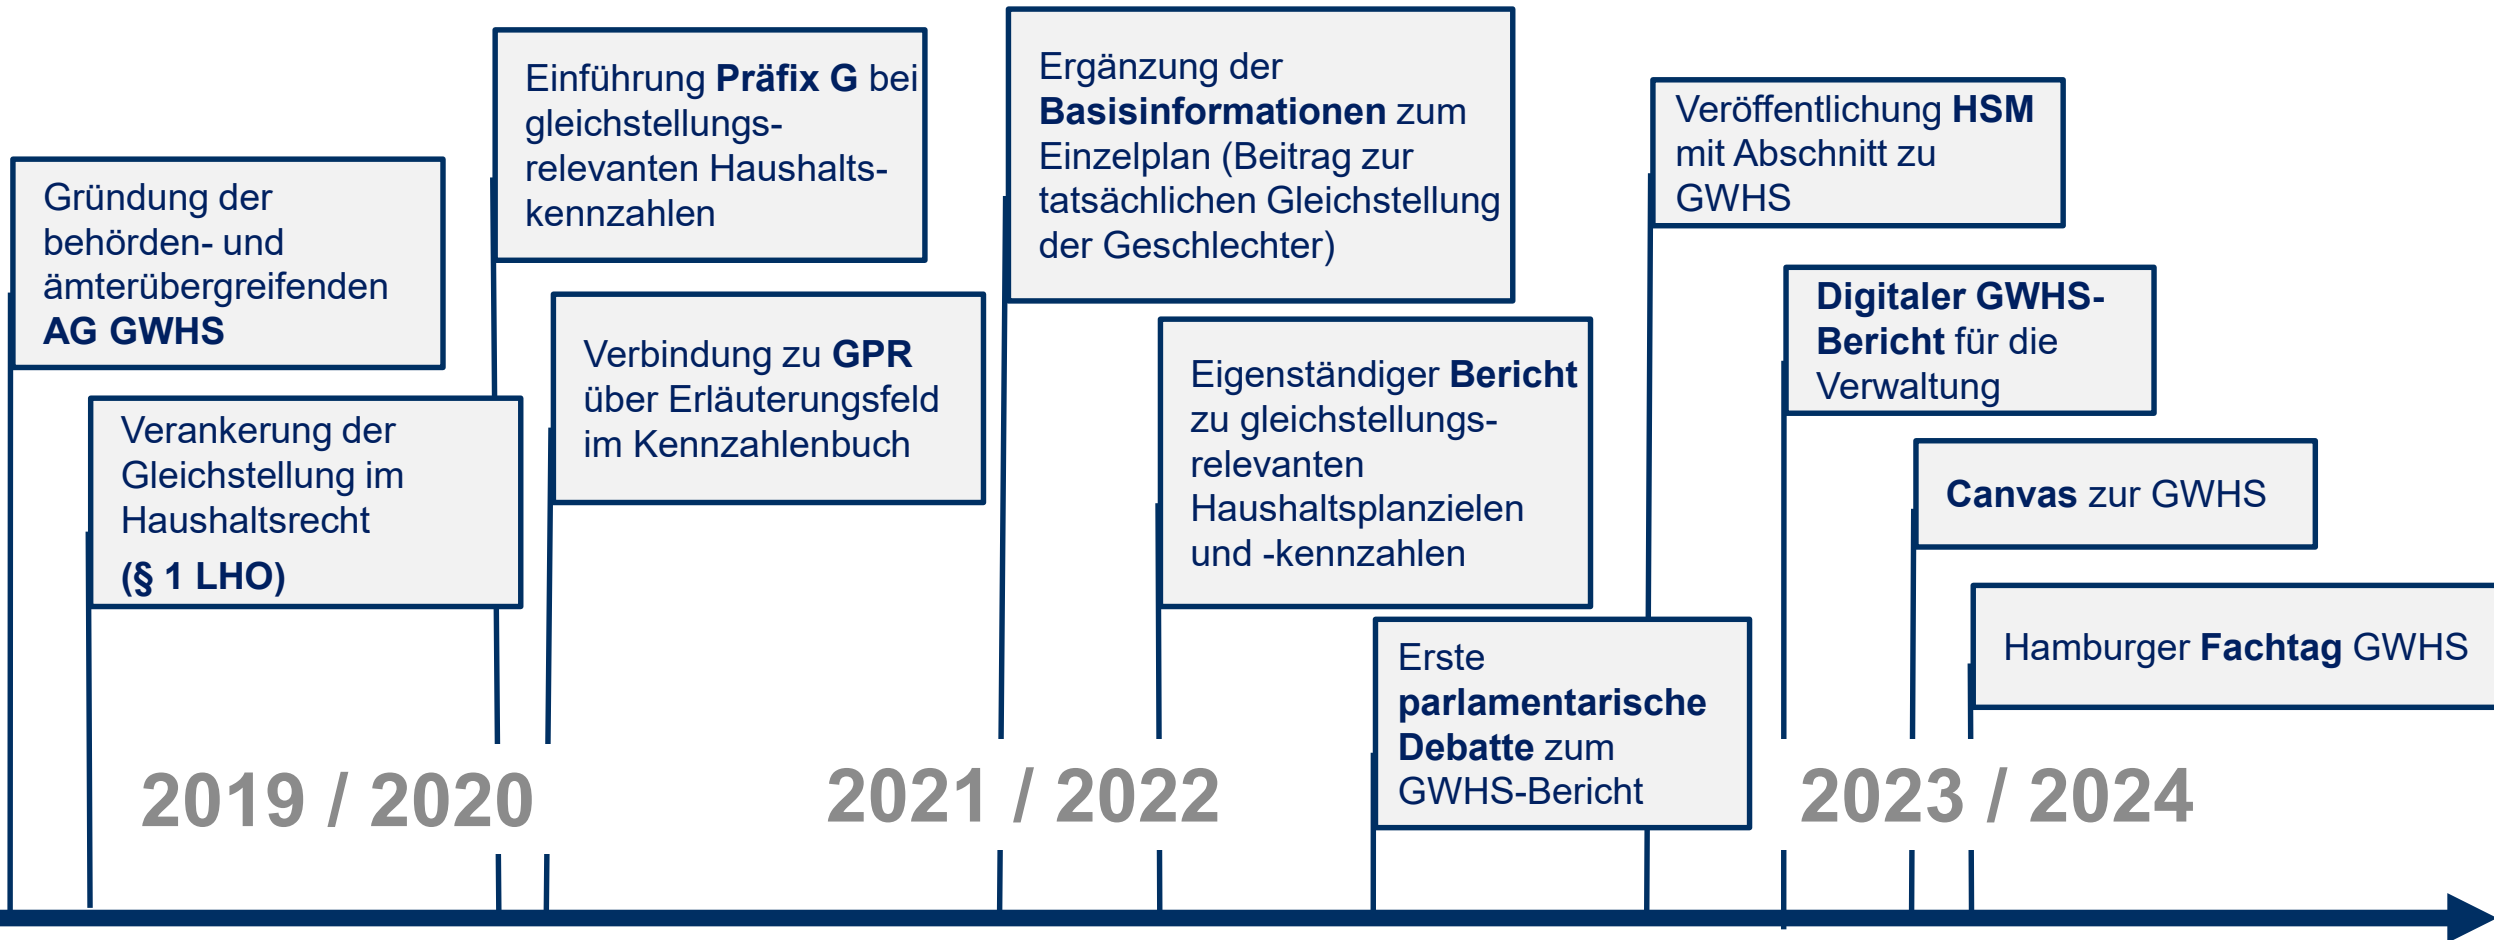 Gründung der
behörden- und
ämterübergreifenden
AG GWHS
Verankerung der
Gleichstellung im
Haushaltsrecht
(§ 1 LHO)
Einführung Präfix G bei
gleichstellungs-
relevanten Haushalts-
kennzahlen
Verbindung zu GPR
über Erläuterungsfeld
im Kennzahlenbuch
Ergänzung der
Basisinformationen zum
Einzelplan (Beitrag zur
tatsächlichen Gleichstellung
der Geschlechter)
Eigenständiger Bericht
zu gleichstellungs-
relevanten
Haushaltsplanzielen
und -kennzahlen
Erste
parlamentarische
Debatte zum
GWHS-Bericht
Veröffentlichung HSM
mit Abschnitt zu
GWHS
Digitaler GWHS-
Bericht für die
Verwaltung
Canvas zur GWHS
Hamburger Fachtag GWHS
2019 / 2020
2021 / 2022
2023 / 2024